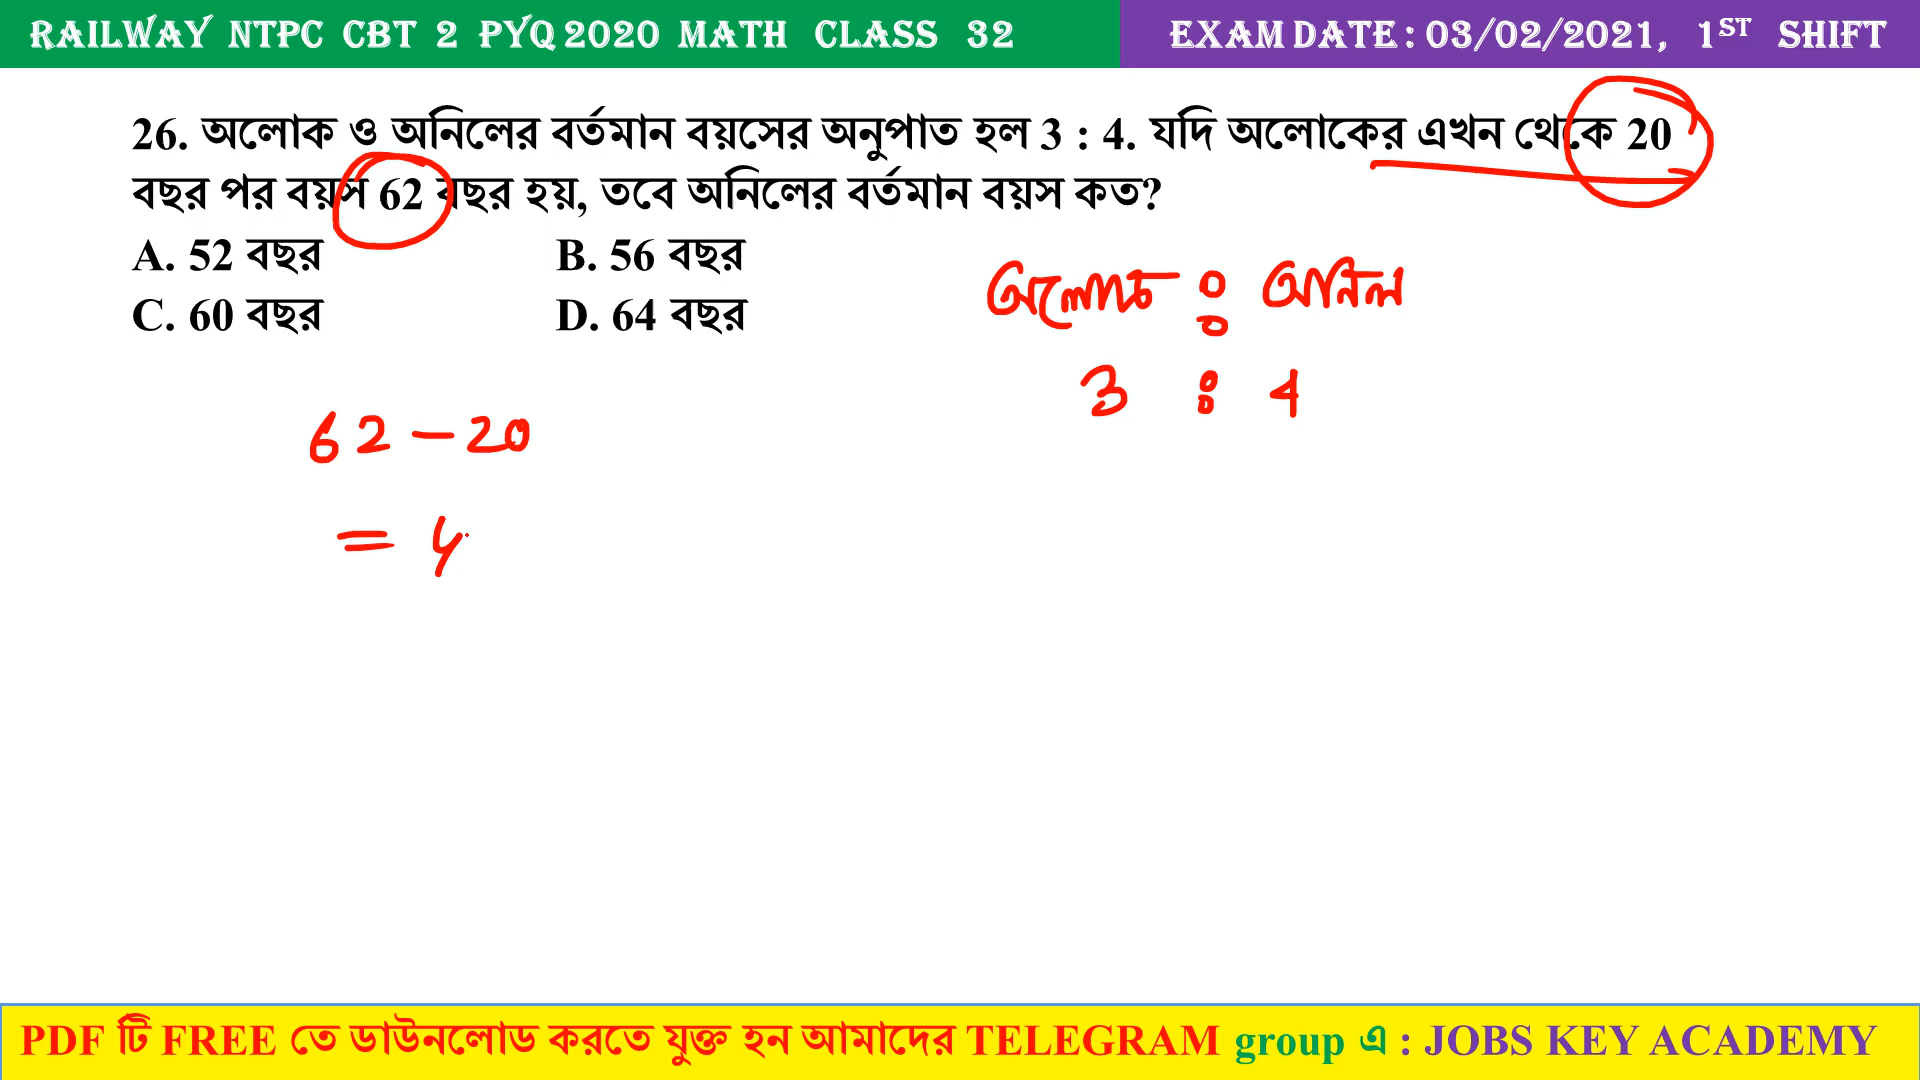 RAILWAY NTPC CBT 2 PYQ 2020 MATH CLASS 32
EXAM DATE : 03/02/2021, 1ST SHIFT
26. অলোক ও অনিলের বর্তমান বয়সের অনুপাত হল 3 : 4. যদি অলোকের এখন থেকে 20
বছর পর বয়স 62 বছর হয়, তবে অনিলের বর্তমান বয়স কত?
A. 52 বছর B. 56 বছর
C. 60 বছর D. 64 বছর
অলোক : অনিল
3 : 4
62 - 20
= 4
PDF টি FREE তে ডাউনলোড করতে যুক্ত হন আমাদের TELEGRAM group এ : JOBS KEY ACADEMY